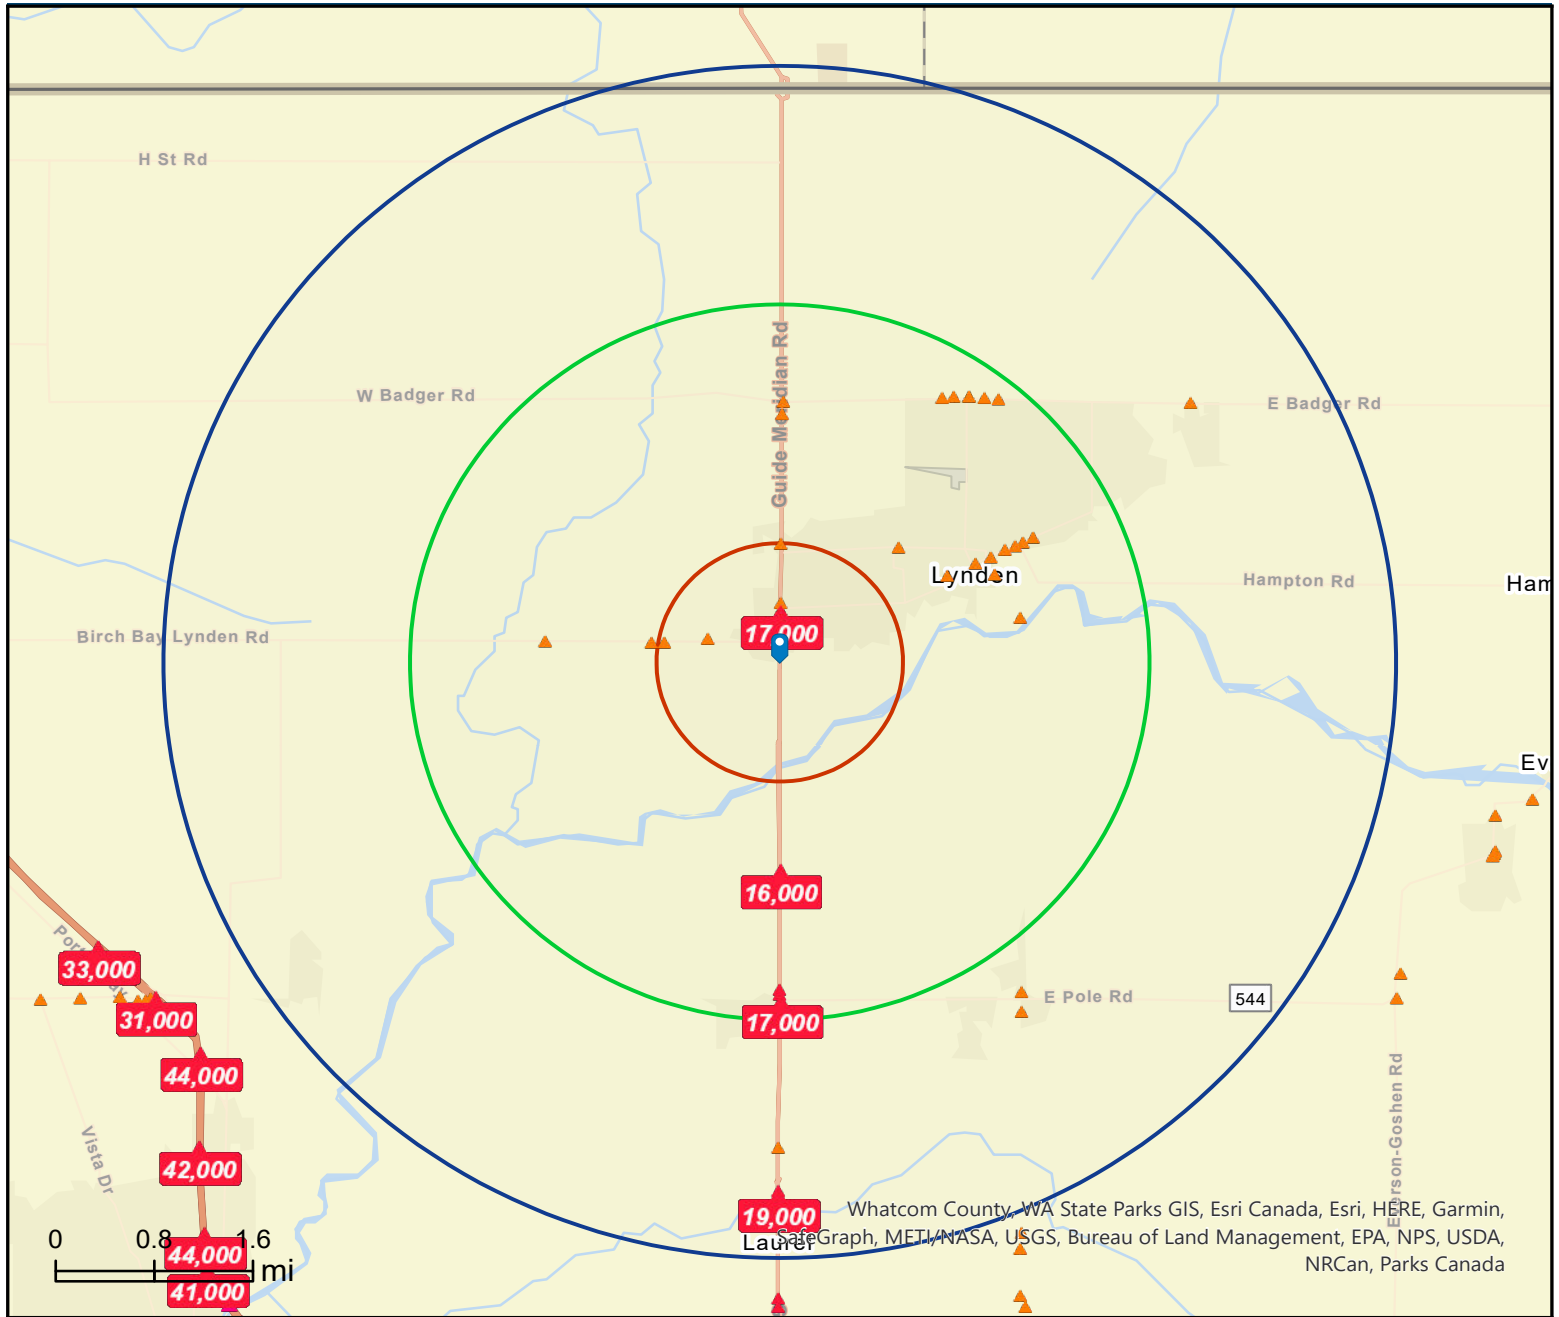 H St Rd
Guide Meridian Rd
W Badger Rd
E Badger Rd
Lynden
Hampton Rd
Ham
17,000
Birch Bay Lynden Rd
Ev
16,000
33,000
31,000
17,000
E Pole Rd
544
44,000
Vista Dr
42,000
Everson-Goshen Rd
19,000
Laurel
44,000
41,000
0 0.8 1.6
mi
Whatcom County, WA State Parks GIS, Esri Canada, Esri, HERE, Garmin,
SafeGraph, METI/NASA, USGS, Bureau of Land Management, EPA, NPS, USDA,
NRCan, Parks Canada